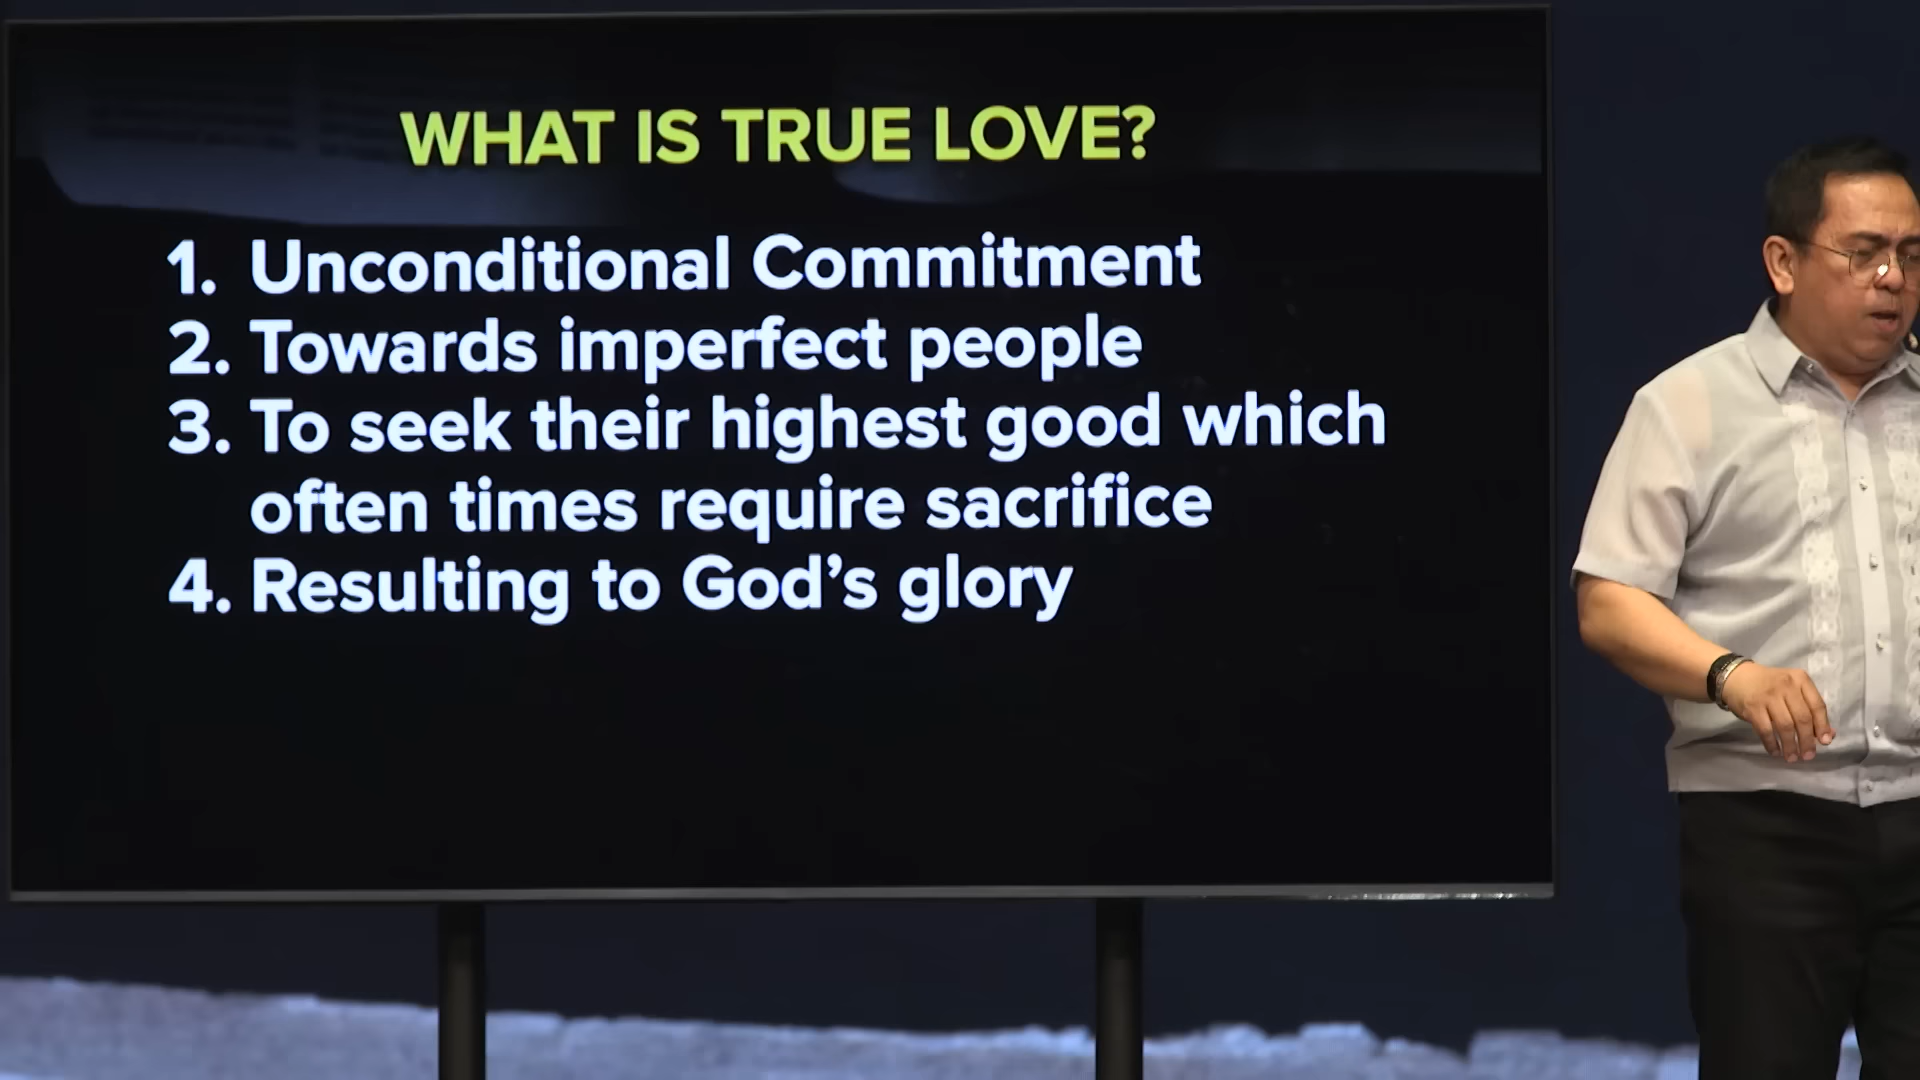 WHAT IS TRUE LOVE?
1. Unconditional Commitment
2. Towards imperfect people
3. To seek their highest good which
often times require sacrifice
4. Resulting to God's glory